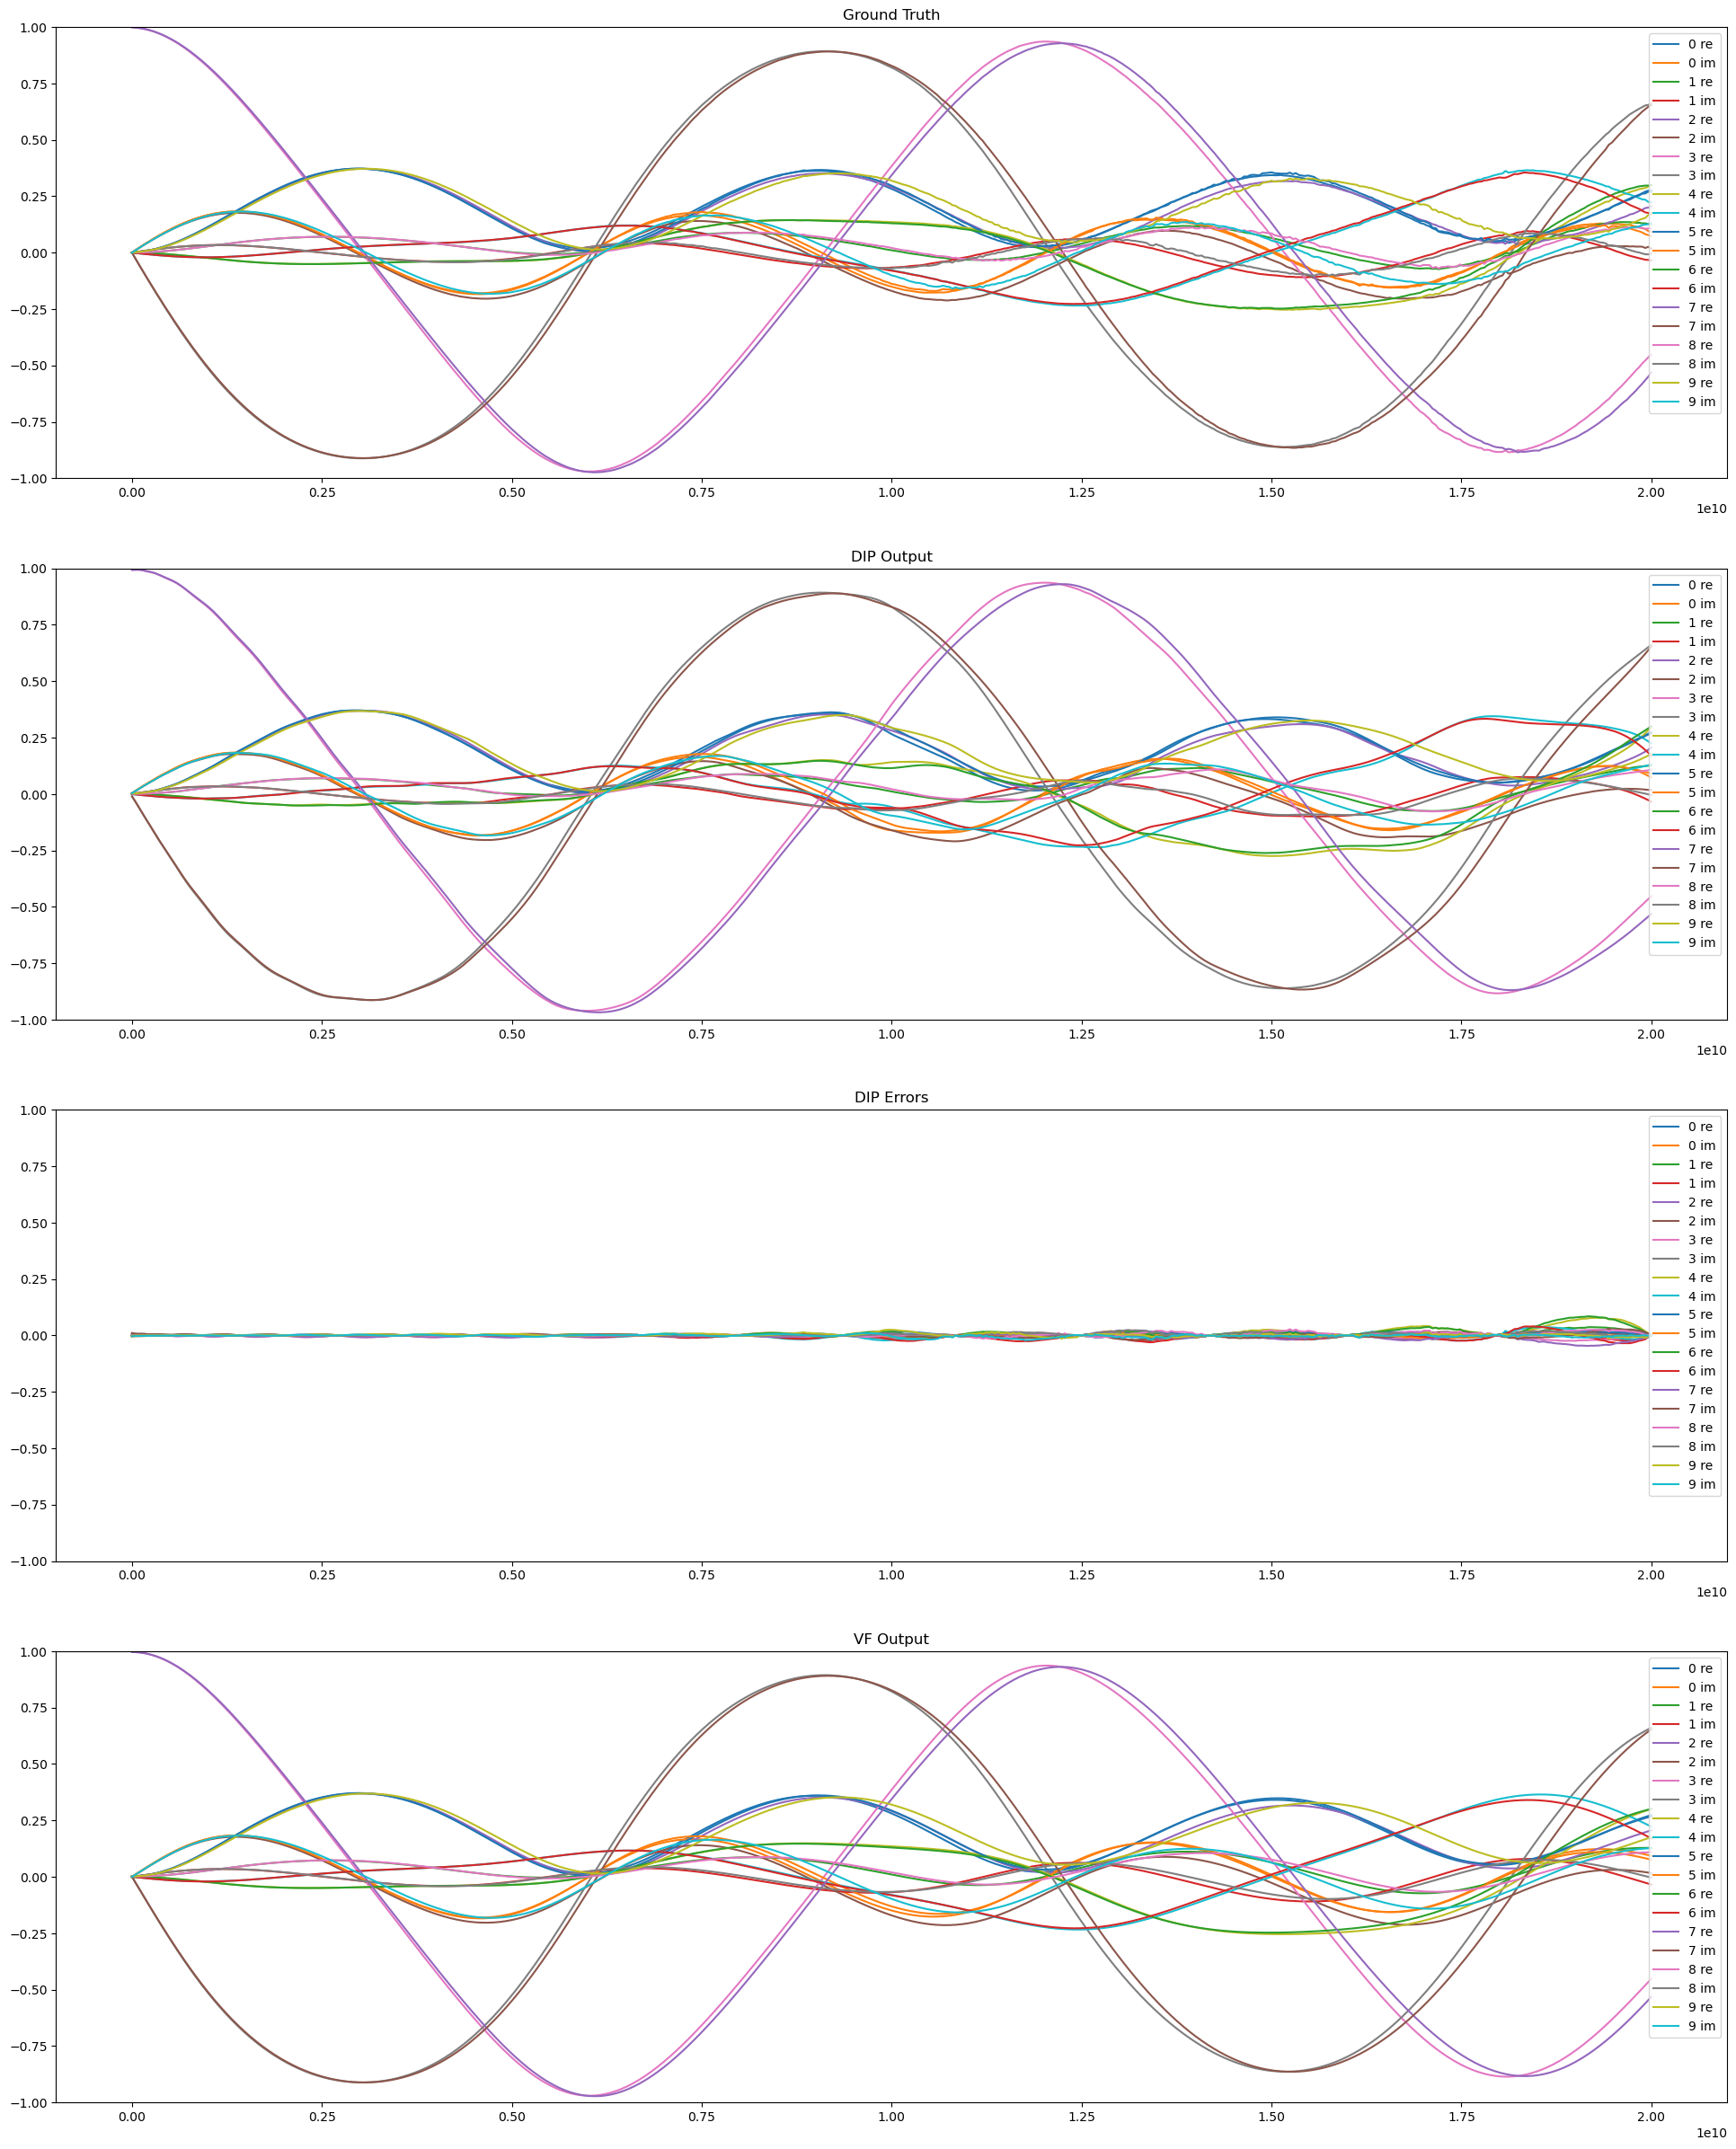 Ground Truth
1.00
0.75
0.50
0.25
0.00
−0.25
−0.50
−0.75
−1.00
0 re
0 im
1 re
1 im
2 re
2 im
3 re
3 im
4 re
4 im
5 re
5 im
6 re
6 im
7 re
7 im
8 re
8 im
9 re
9 im
0.00 0.25 0.50 0.75 1.00 1.25 1.50 1.75 2.00
1e10
DIP Output
1.00
0.75
0.50
0.25
0.00
−0.25
−0.50
−0.75
−1.00
0 re
0 im
1 re
1 im
2 re
2 im
3 re
3 im
4 re
4 im
5 re
5 im
6 re
6 im
7 re
7 im
8 re
8 im
9 re
9 im
0.00 0.25 0.50 0.75 1.00 1.25 1.50 1.75 2.00
1e10
DIP Errors
1.00
0.75
0.50
0.25
0.00
−0.25
−0.50
−0.75
−1.00
0 re
0 im
1 re
1 im
2 re
2 im
3 re
3 im
4 re
4 im
5 re
5 im
6 re
6 im
7 re
7 im
8 re
8 im
9 re
9 im
0.00 0.25 0.50 0.75 1.00 1.25 1.50 1.75 2.00
1e10
VF Output
1.00
0.75
0.50
0.25
0.00
−0.25
−0.50
−0.75
−1.00
0 re
0 im
1 re
1 im
2 re
2 im
3 re
3 im
4 re
4 im
5 re
5 im
6 re
6 im
7 re
7 im
8 re
8 im
9 re
9 im
0.00 0.25 0.50 0.75 1.00 1.25 1.50 1.75 2.00
1e10